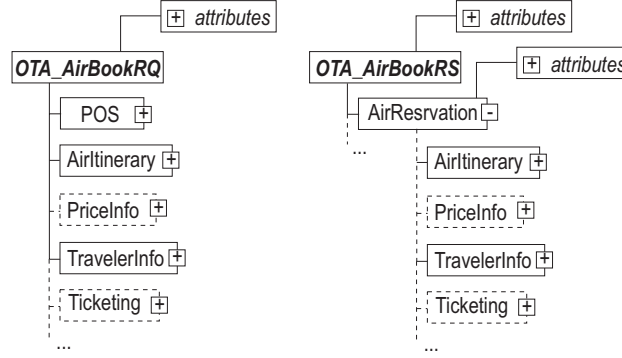 + attributes
OTA_AirBookRQ
POS +
AirItinerary +
PriceInfo +
TravelerInfo +
Ticketing +
...
+ attributes
OTA_AirBookRS
+ attributes
AirResrvation -
...
AirItinerary +
PriceInfo +
TravelerInfo +
Ticketing +
...